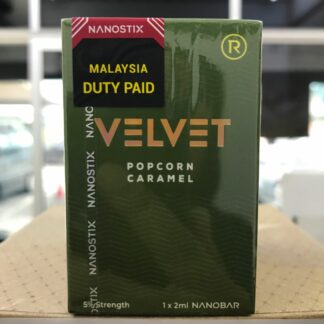 NANOSTIX
R
MALAYSIA
DUTY PAID
VELVET
POPCORN
CARAMEL
NANOSTIX
NANOSTIX
Strength
1 x 2ml NANOBAR